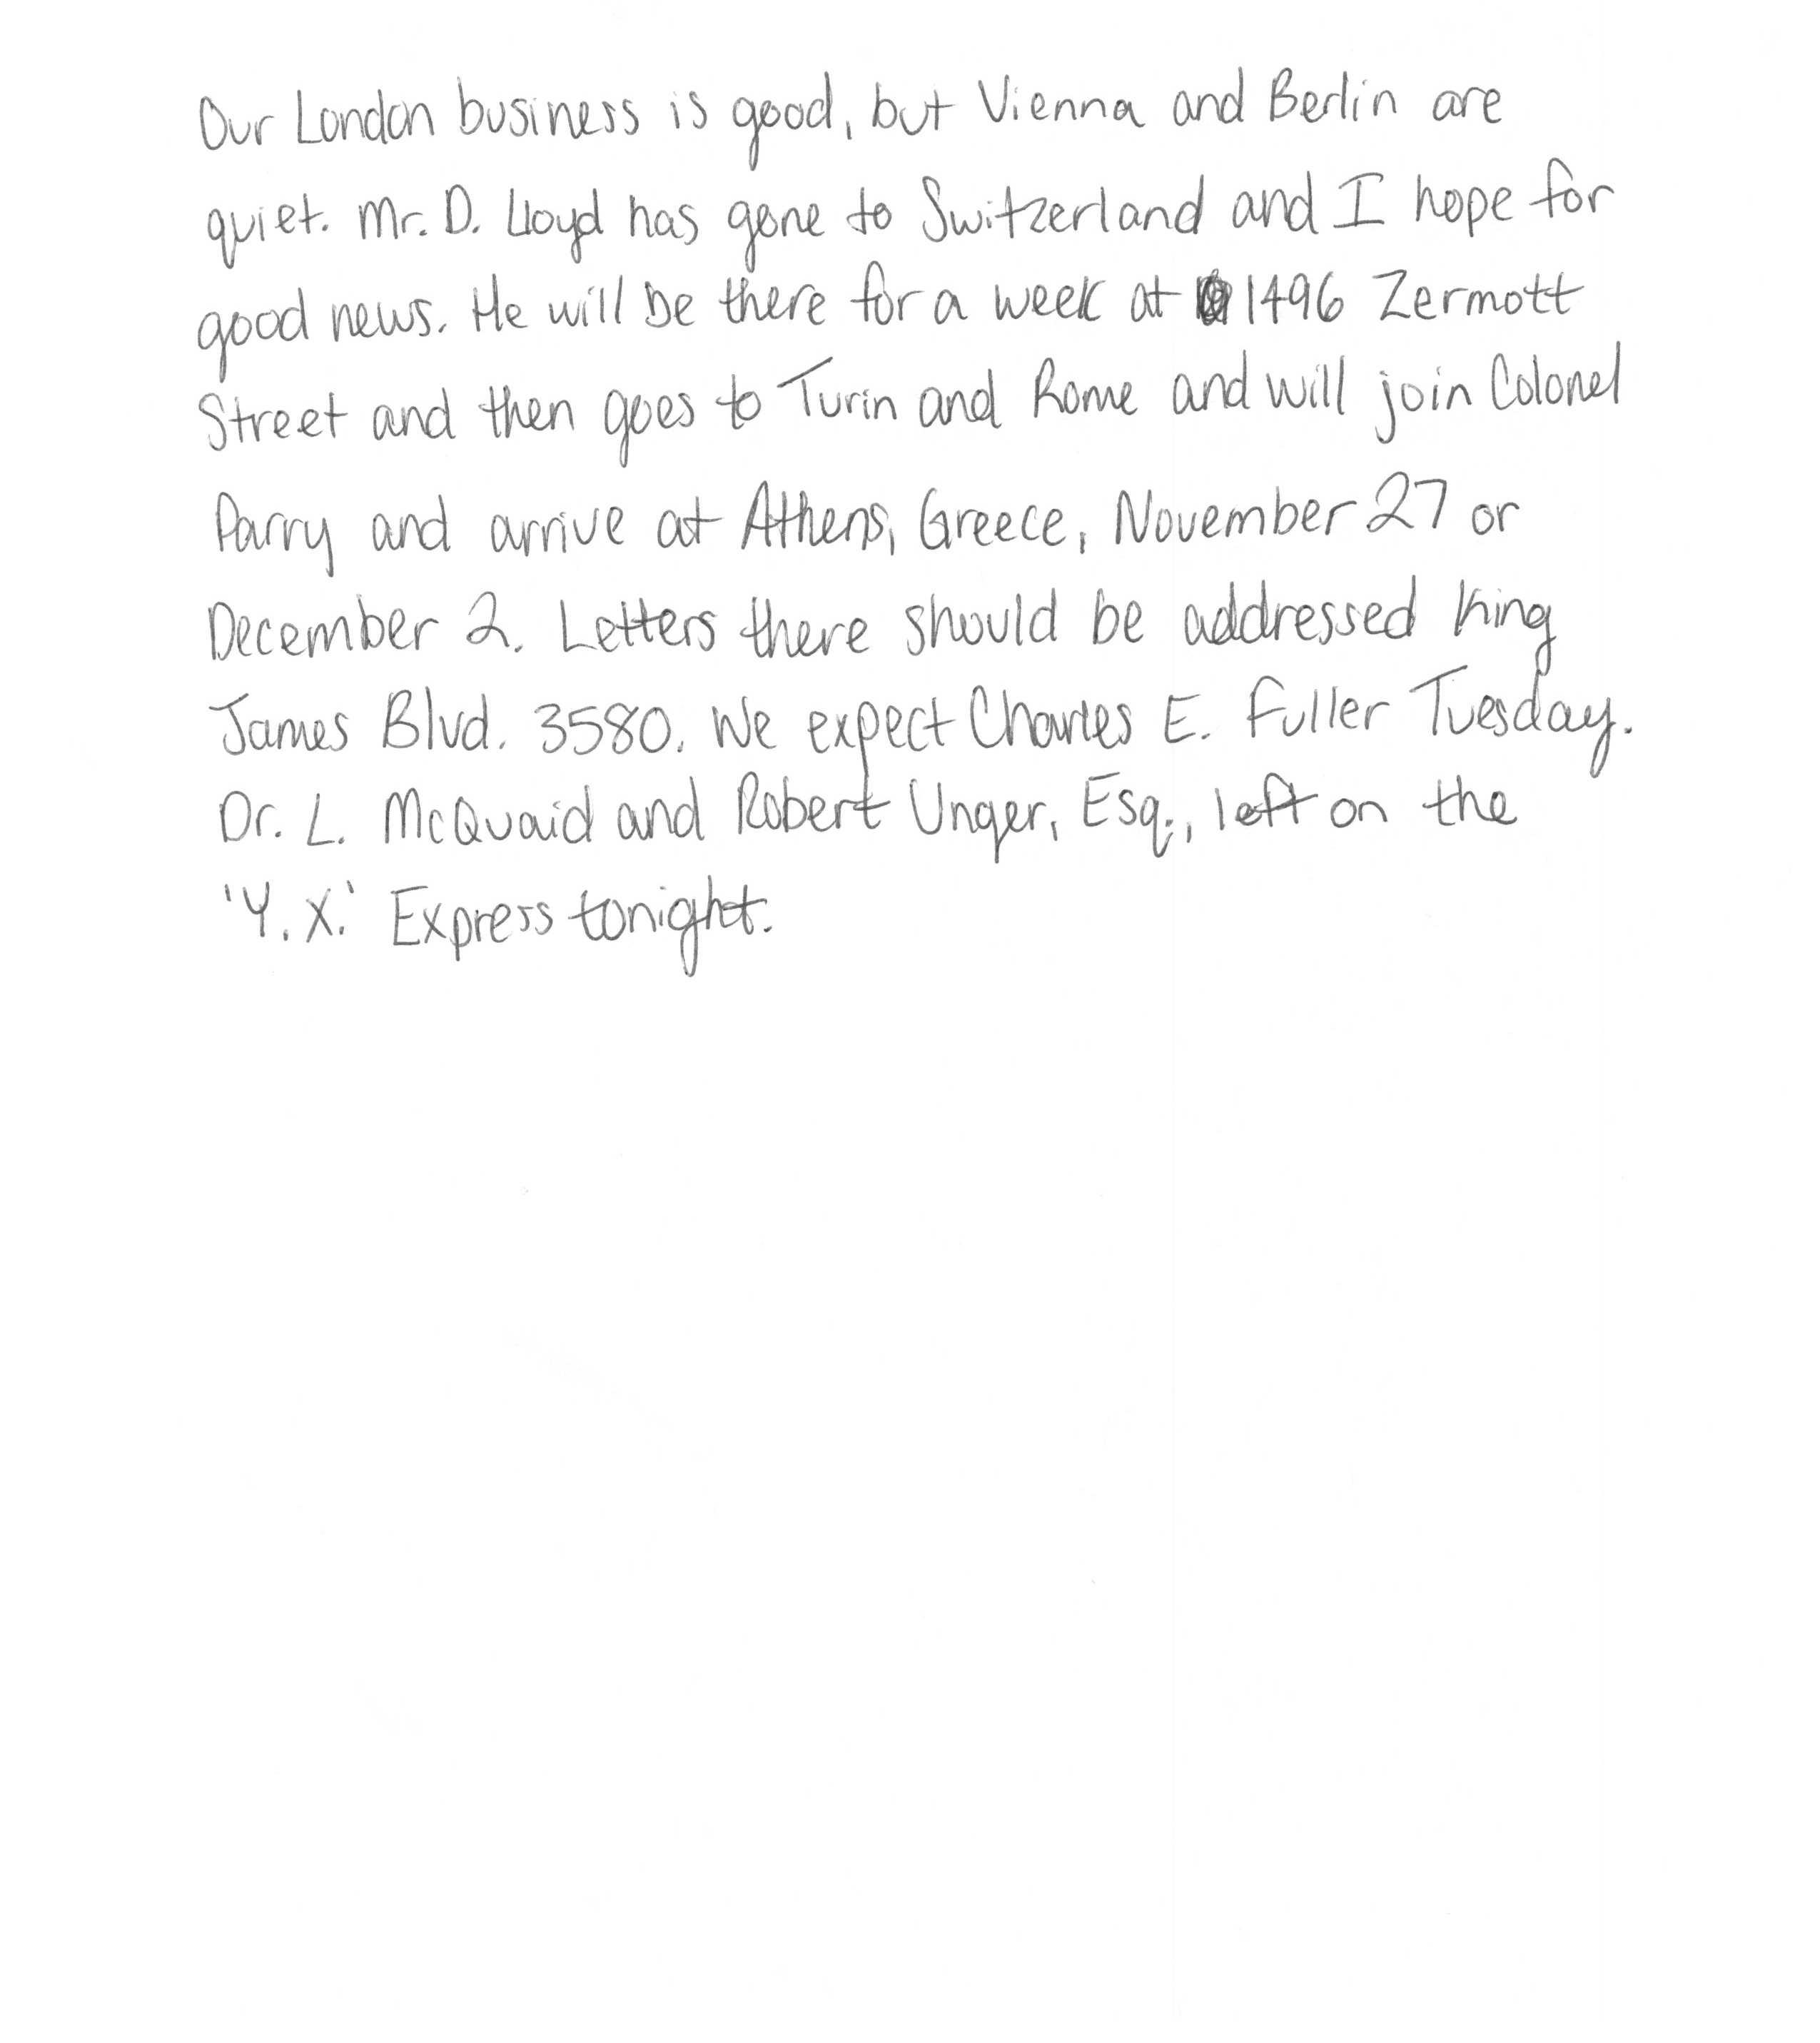 Our London business is good, but Vienna and Berlin are
quiet. Mr. D. Lloyd has gone to Switzerland and I hope for
good news. He will be there for a week at 1496 Zermott
Street and then goes to Turin and Rome and will join Colonel
Parry and arrive at Athens, Greece, November 27 or
December 2. Letters there should be addressed King
James Blvd. 3580. We expect Charles E. Fuller Tuesday.
Dr. L. McQuaid and Robert Unger, Esq., left on the
'Y. X.' Express tonight.